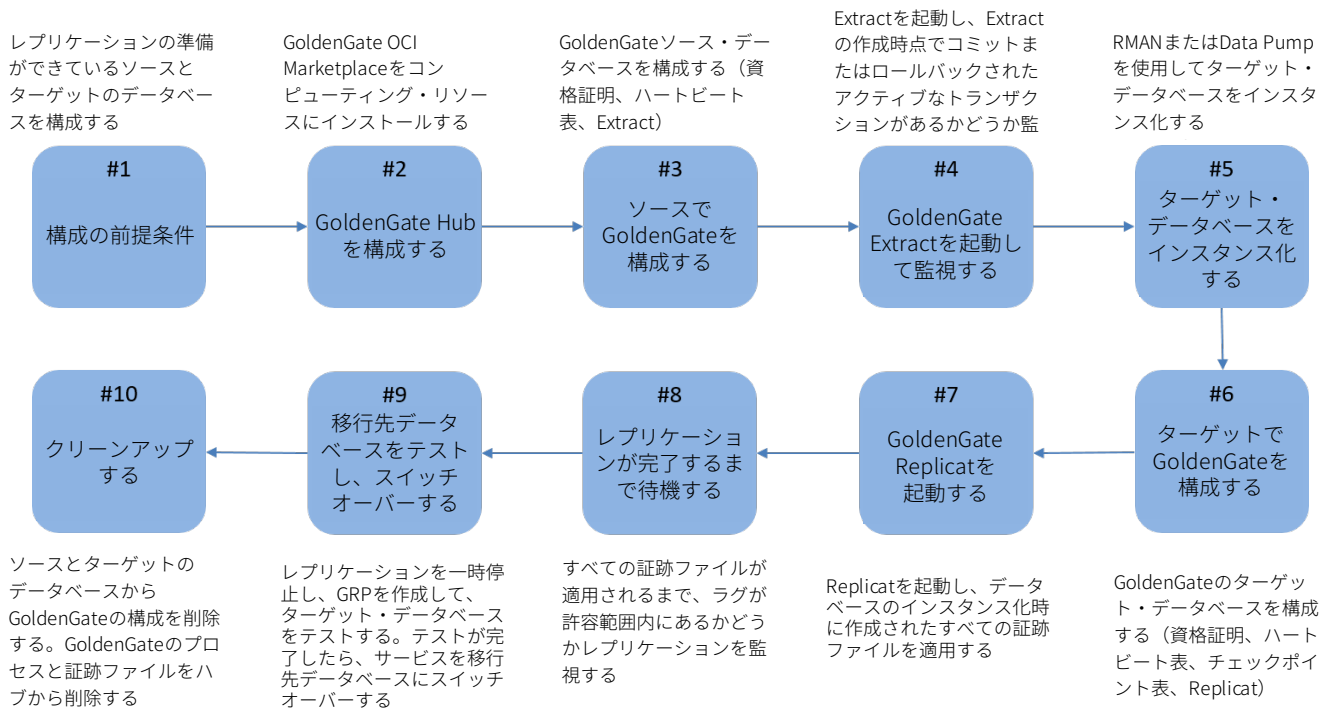 レプリケーションの準備
ができているソースと
ターゲットのデータベー
スを構成する
GoldenGate OCI
Marketplaceをコン
ピューティング・リソー
スにインストールする
GoldenGateソース・デー
タベースを構成する（資
格証明、ハートビート
表、Extract）
Extractを起動し、Extract
の作成時点でコミットま
たはロールバックされた
アクティブなトランザク
ションがあるかどうか監
RMANまたはData Pump
を使用してターゲット・
データベースをインスタ
ンス化する
#1
構成の前提条件
#2
GoldenGate Hub
を構成する
#3
ソースで
GoldenGateを
構成する
#4
GoldenGate
Extractを起動し
て監視する
#5
ターゲット・
データベースを
インスタンス化
する
#6
ターゲットで
GoldenGateを
構成する
#7
GoldenGate
Replicatを
起動する
#8
レプリケーショ
ンが完了するま
で待機する
#9
移行先データ
ベースをテスト
し、スイッチ
オーバーする
#10
クリーンアップ
する
ソースとターゲットの
データベースから
GoldenGateの構成を削除
する。GoldenGateのプロ
セスと証跡ファイルをハ
ブから削除する
レプリケーションを一時停
止し、GRPを作成して、
ターゲット・データベース
をテストする。テストが完
了したら、サービスを移行
先データベースにスイッチ
オーバーする
すべての証跡ファイルが
適用されるまで、ラグが
許容範囲内にあるかどう
かレプリケーションを監
視する
Replicatを起動し、データ
ベースのインスタンス化時
に作成されたすべての証跡
ファイルを適用する
GoldenGateのターゲッ
ト・データベースを構成
する（資格証明、ハート
ビート表、チェックポイ
ント表、Replicat）